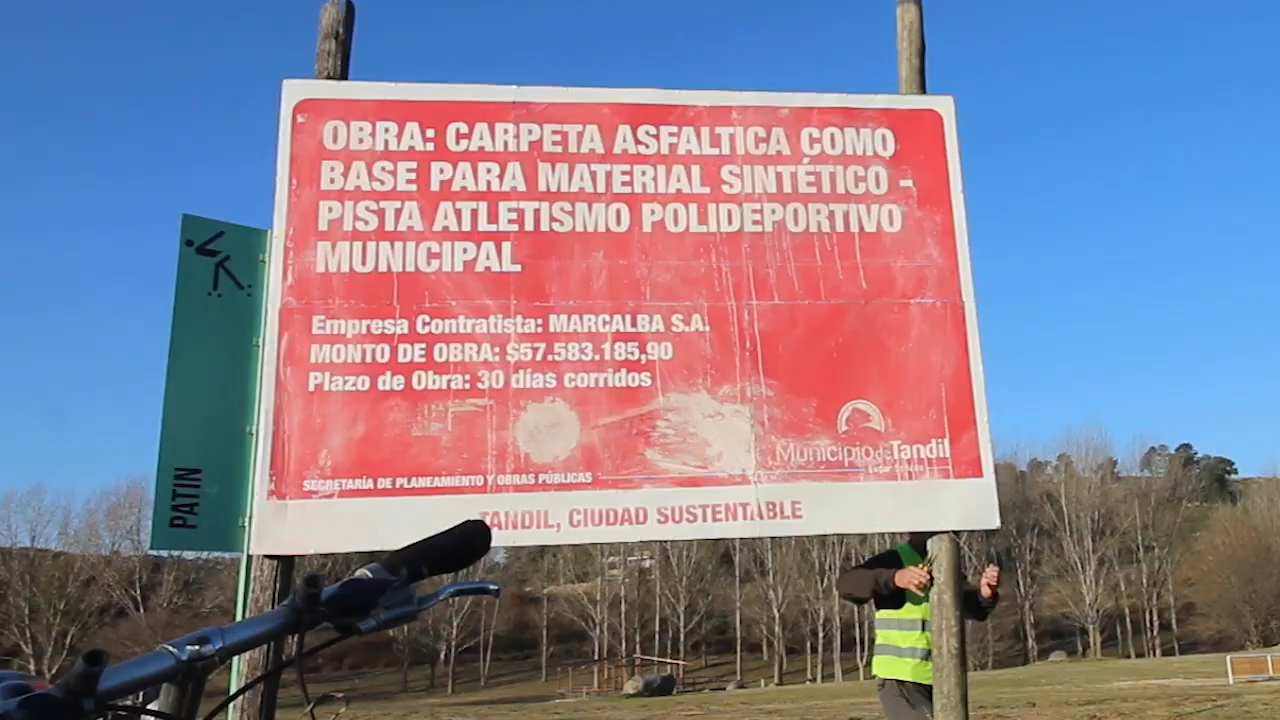 OBRA: CARPETA ASFALTICA COMO
BASE PARA MATERIAL SINTÉTICO -
PISTA ATLETISMO POLIDEPORTIVO
MUNICIPAL
Empresa Contratista: MARCALBA S.A.
MONTO DE OBRA: $57.583.185,90
Plazo de Obra: 30 días corridos
Municipio de Tandil
SECRETARÍA DE PLANEAMIENTO Y OBRAS PÚBLICAS
TANDIL, CIUDAD SUSTENTABLE
PATIN